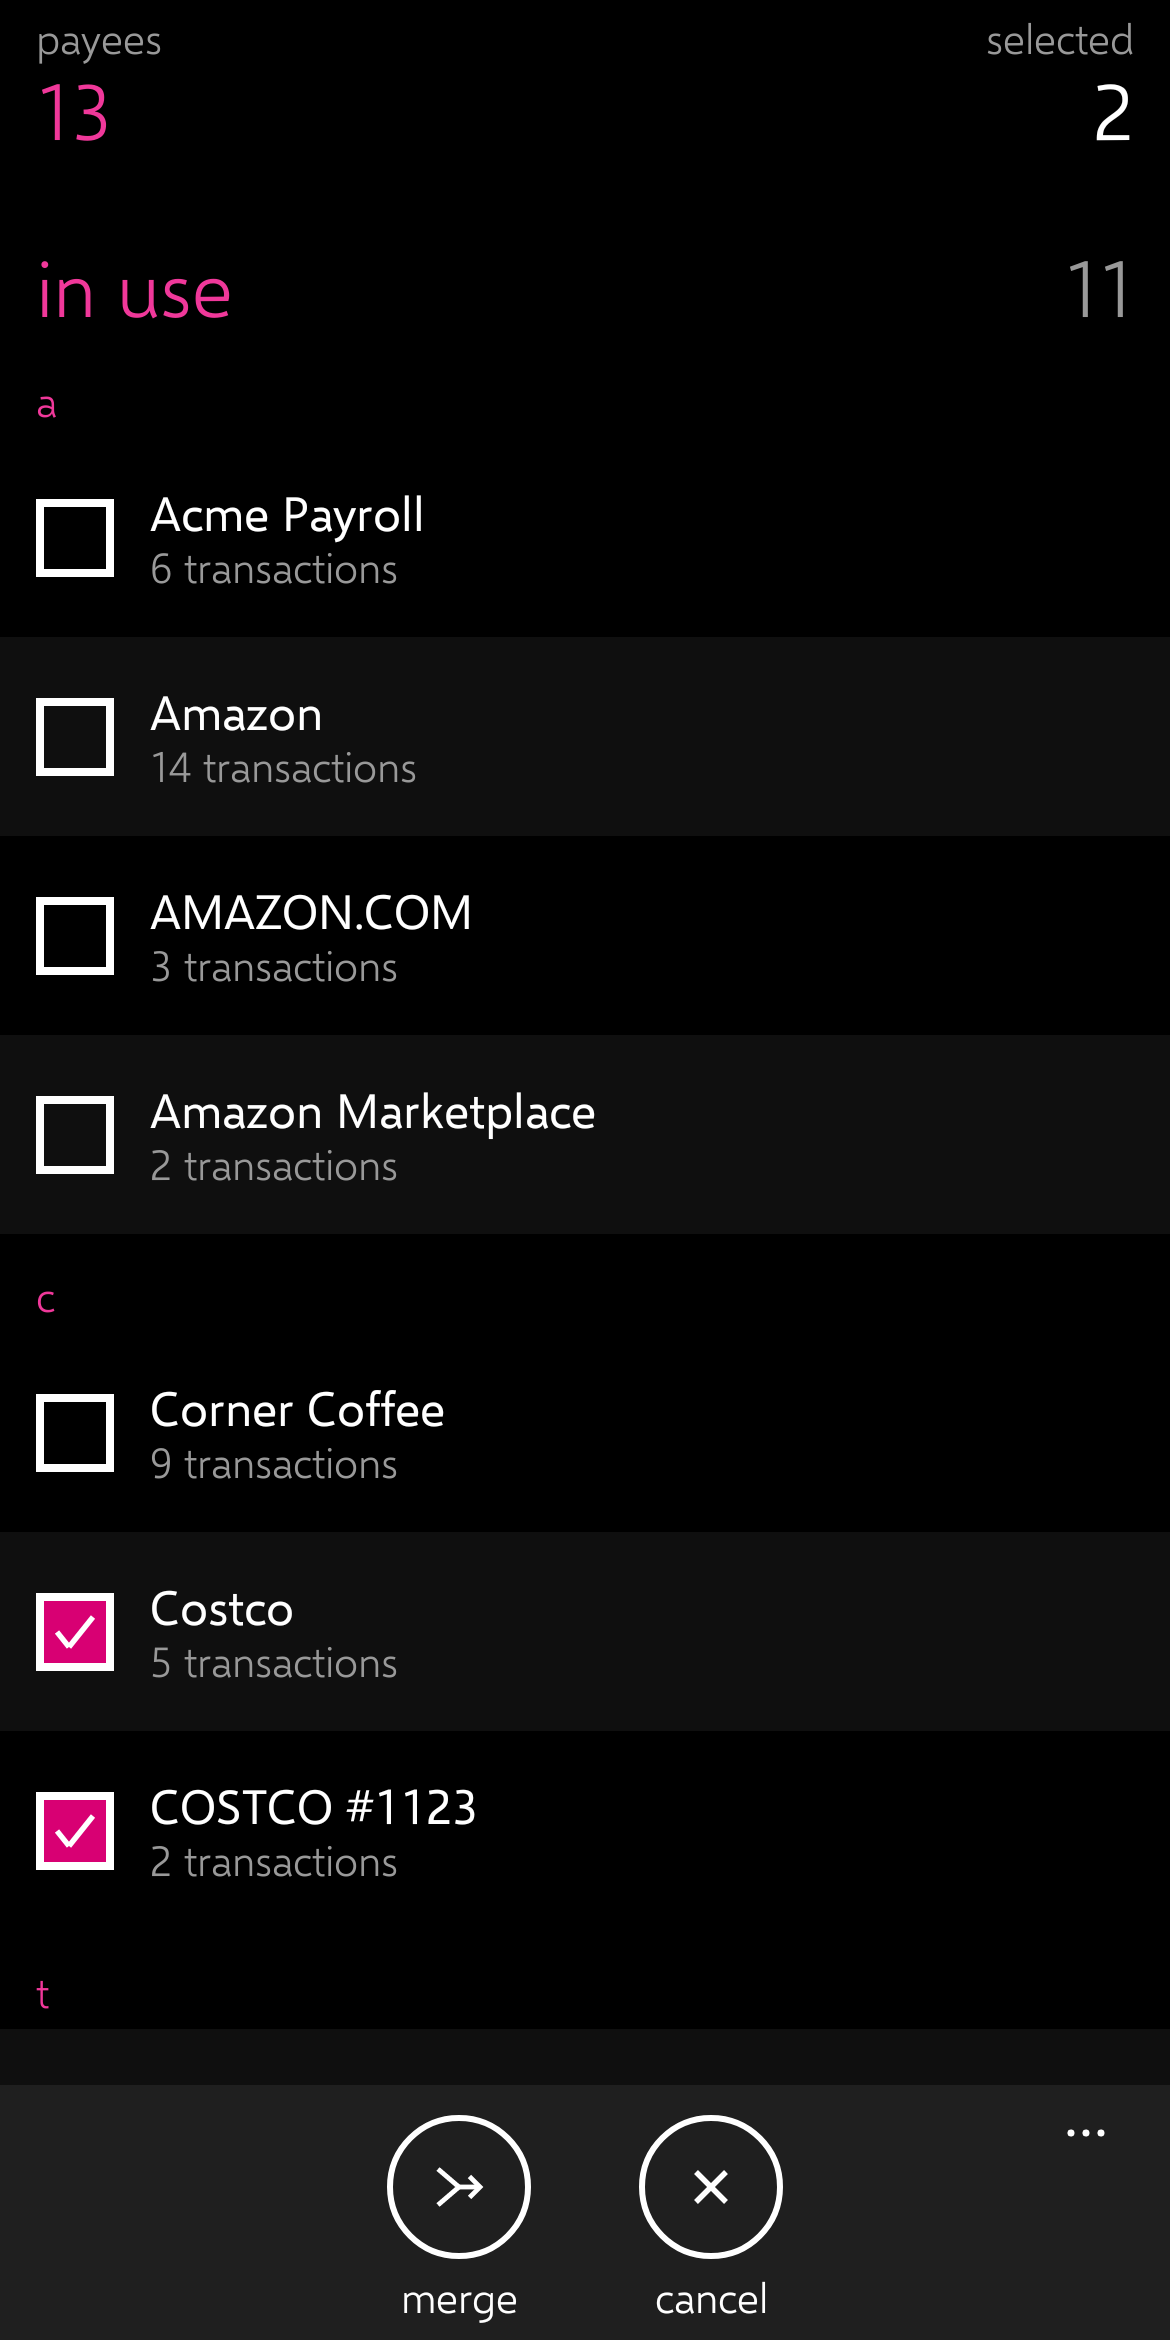 payees selected
13 2
in use 11
a
Acme Payroll
6 transactions
Amazon
14 transactions
AMAZON.COM
3 transactions
Amazon Marketplace
2 transactions
c
Corner Coffee
9 transactions
Costco
5 transactions
COSTCO #1123
2 transactions
t
merge cancel